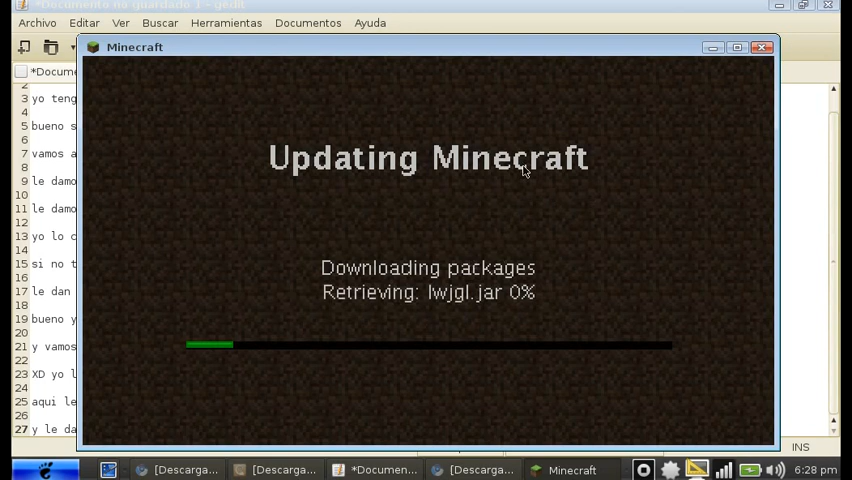 *Documento no guardado 1 - gedit
Archivo Editar Ver Buscar Herramientas Documentos Ayuda
Minecraft
*Docume
2
3 yo teng
4
5 bueno s
6
7 vamos a
8
9 le damo
10
11 le damo
12
13 yo lo c
14
15 si no t
16
17 le dan
18
19 bueno y
20
21 y vamos
22
23 XD yo l
24
25 aqui le
26
27 y le da
Updating Minecraft
Downloading packages
Retrieving: lwjgl.jar 0%
INS
[Descarga... [Descarga... *Documen... [Descarga... Minecraft 6:28 pm